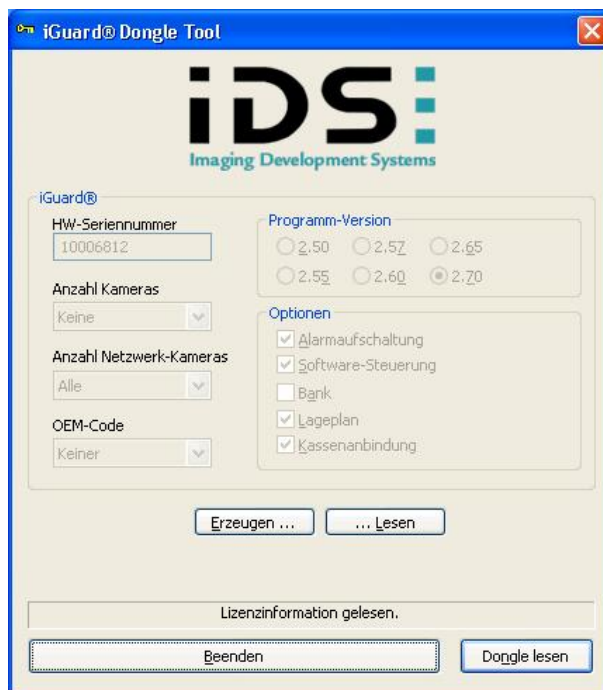 iGuard® Dongle Tool
iDS
Imaging Development Systems
iGuard®
HW-Seriennummer
10006812
Anzahl Kameras
Keine
Anzahl Netzwerk-Kameras
Alle
OEM-Code
Keiner
Programm-Version
2.50 2.57 2.65
2.55 2.60 2.70
Optionen
Alarmaufschaltung
Software-Steuerung
Bank
Lageplan
Kassenanbindung
Erzeugen ... ... Lesen
Lizenzinformation gelesen.
Beenden Dongle lesen